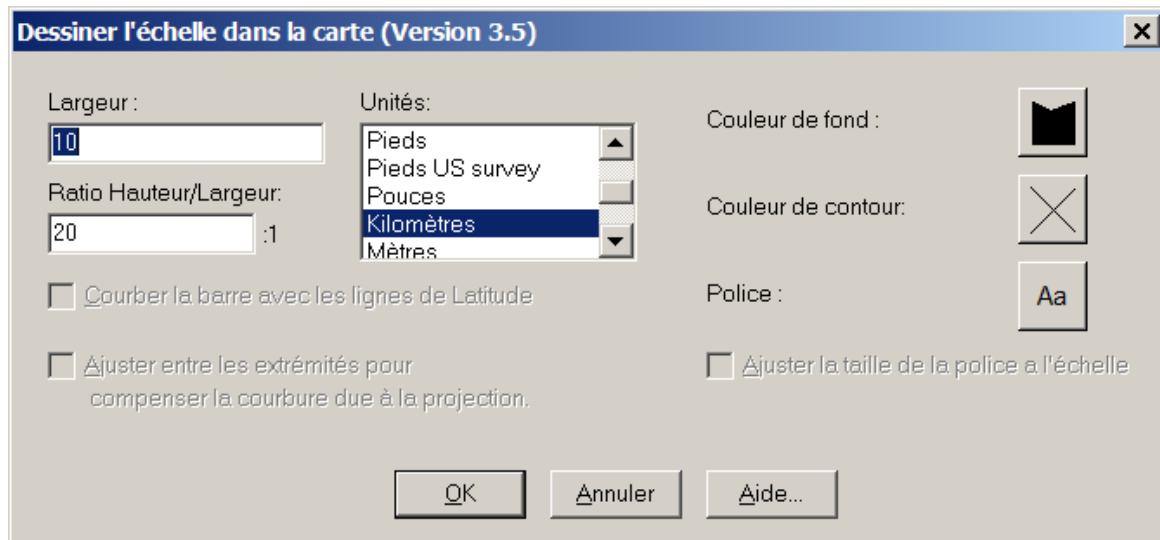 Dessiner l'échelle dans la carte (Version 3.5)
Largeur :
10
Ratio Hauteur/Largeur:
20 :1
Unités:
Pieds
Pieds US survey
Pouces
Kilomètres
Mètres
Couleur de fond :
Couleur de contour:
Police :
Aa
Courber la barre avec les lignes de Latitude
Ajuster entre les extrémités pour
compenser la courbure due à la projection.
Ajuster la taille de la police a l'échelle
OK
Annuler
Aide...